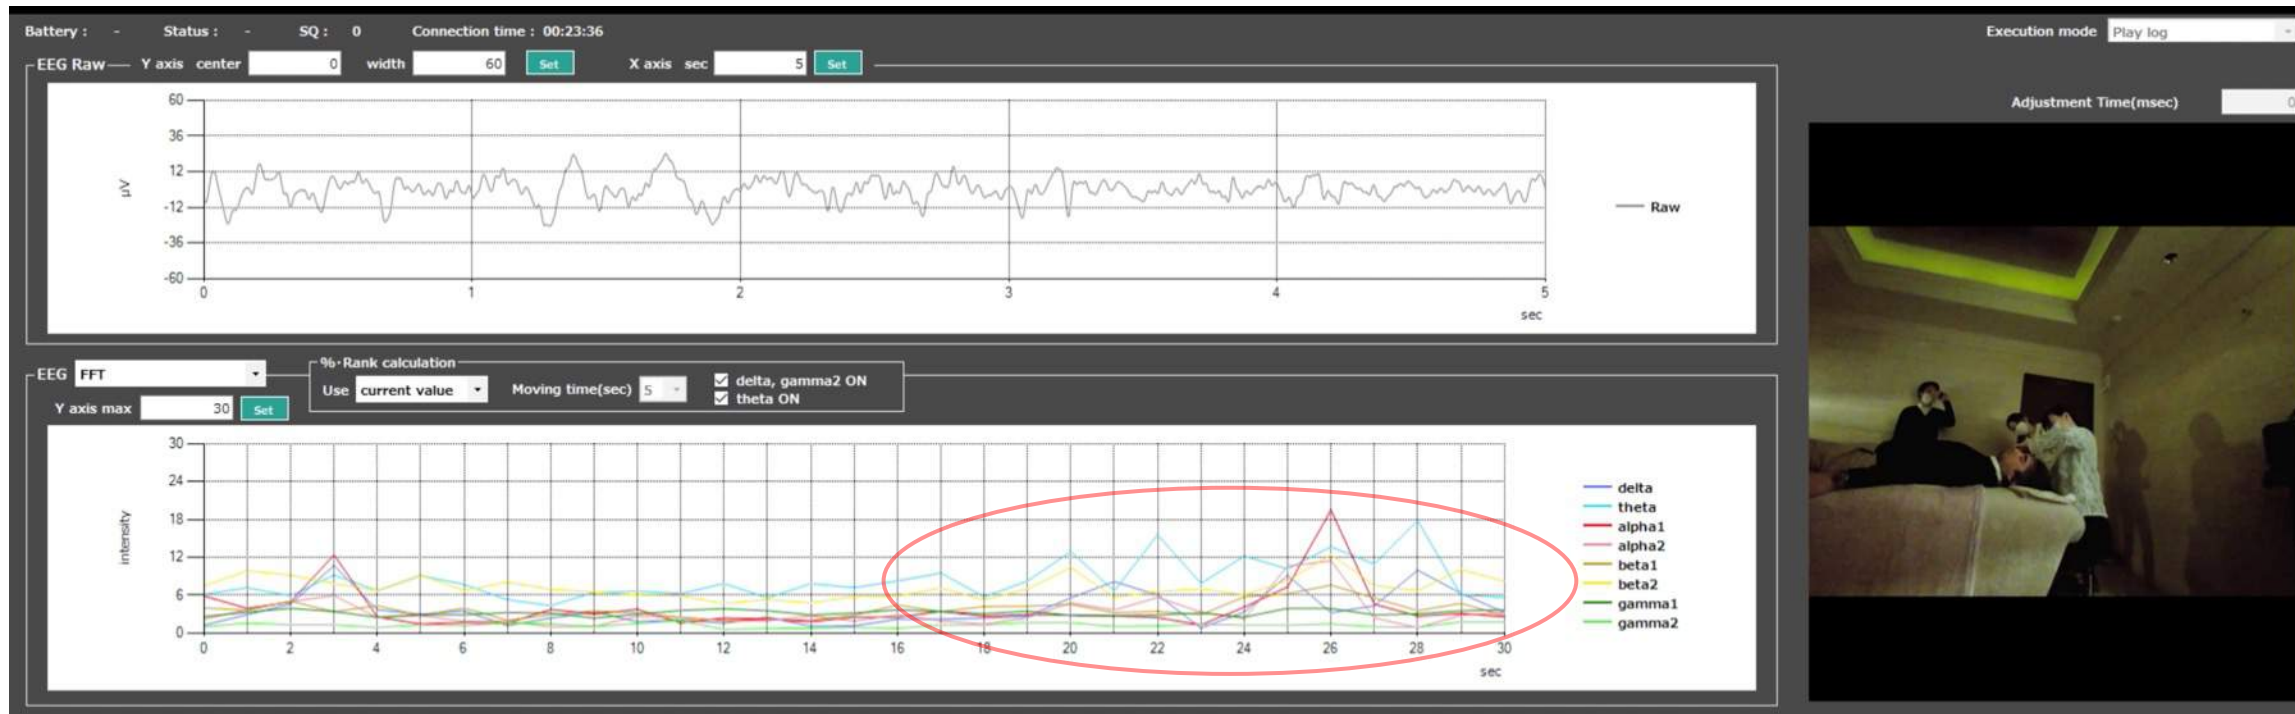 Battery : - Status : - SQ : 0 Connection time : 00:23:36
Execution mode Play log
EEG Raw Y axis center 0 width 60 Set X axis sec 5 Set
Adjustment Time(msec) 0
60
36
12
-12
-36
-60
µV
0 1 2 3 4 5
sec
Raw
EEG FFT
%·Rank calculation
Use current value Moving time(sec) 5
delta, gamma2 ON
theta ON
Y axis max 30 Set
30
24
18
12
6
0
intensity
0 2 4 6 8 10 12 14 16 18 20 22 24 26 28 30
sec
delta
theta
alpha1
alpha2
beta1
beta2
gamma1
gamma2